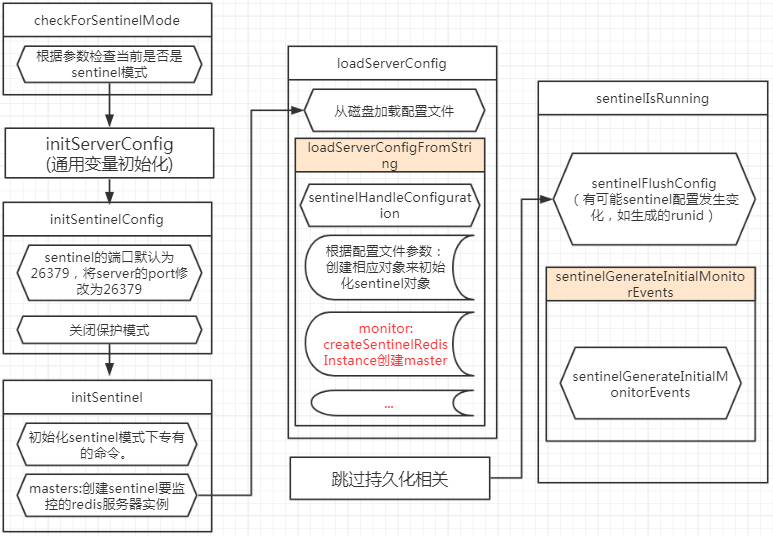 checkForSentinelMode
根据参数检查当前是否是
sentinel模式
initServerConfig
(通用变量初始化)
initSentinelConfig
sentinel的端口默认为
26379，将server的port修
改为26379
关闭保护模式
initSentinel
初始化sentinel模式下专有
的命令。
masters:创建sentinel要监
控的redis服务器实例
loadServerConfig
从磁盘加载配置文件
loadServerConfigFromStri
ng
sentinelHandleConfigurat
ion
根据配置文件参数：
创建相应对象来初始
化sentinel对象
monitor:
createSentinelRedis
Instance创建master
...
跳过持久化相关
sentinelIsRunning
sentinelFlushConfig
（有可能sentinel配置发生变
化，如生成的runid）
sentinelGenerateInitialMonito
rEvents
sentinelGenerateInitialM
onitorEvents